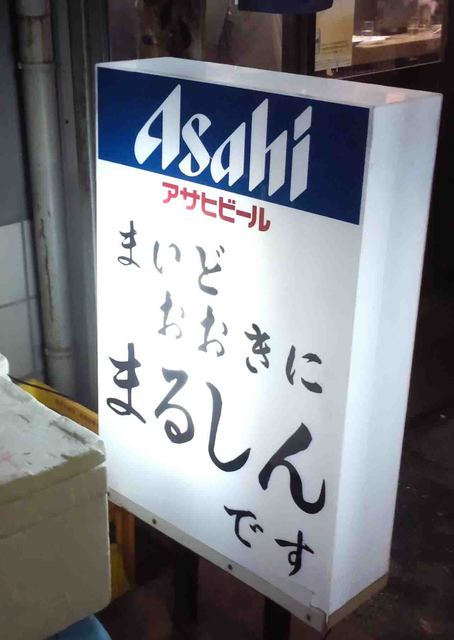 Asahi
アサヒビール
まいど
おおきに
まるしん
です